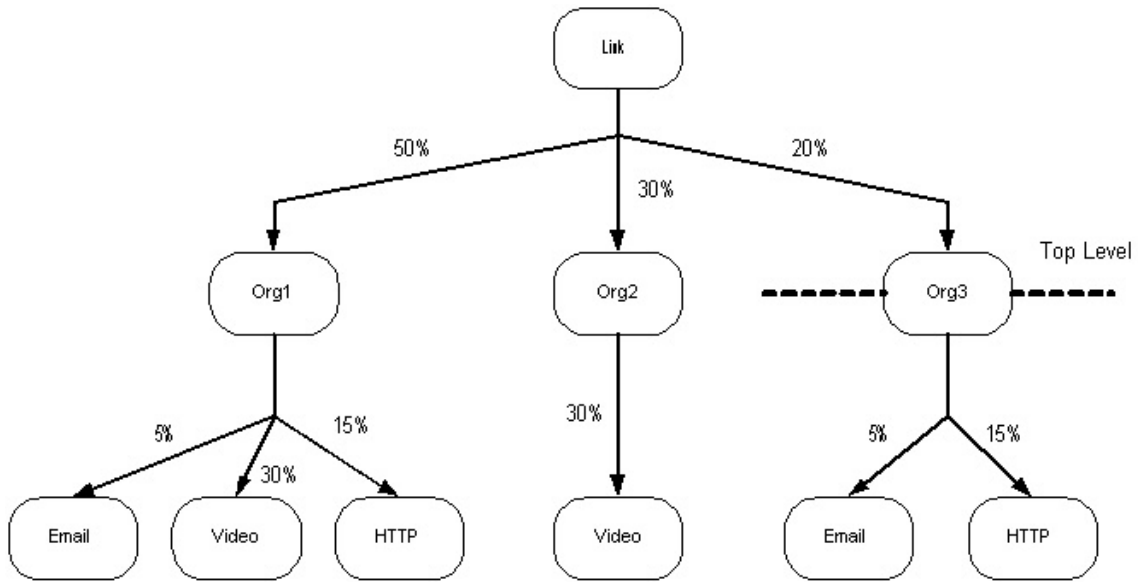 Link
50%
20%
30%
Top Level
Org1
Org2
Org3
5%
15%
30%
30%
5%
15%
Email
Video
HTTP
Video
Email
HTTP